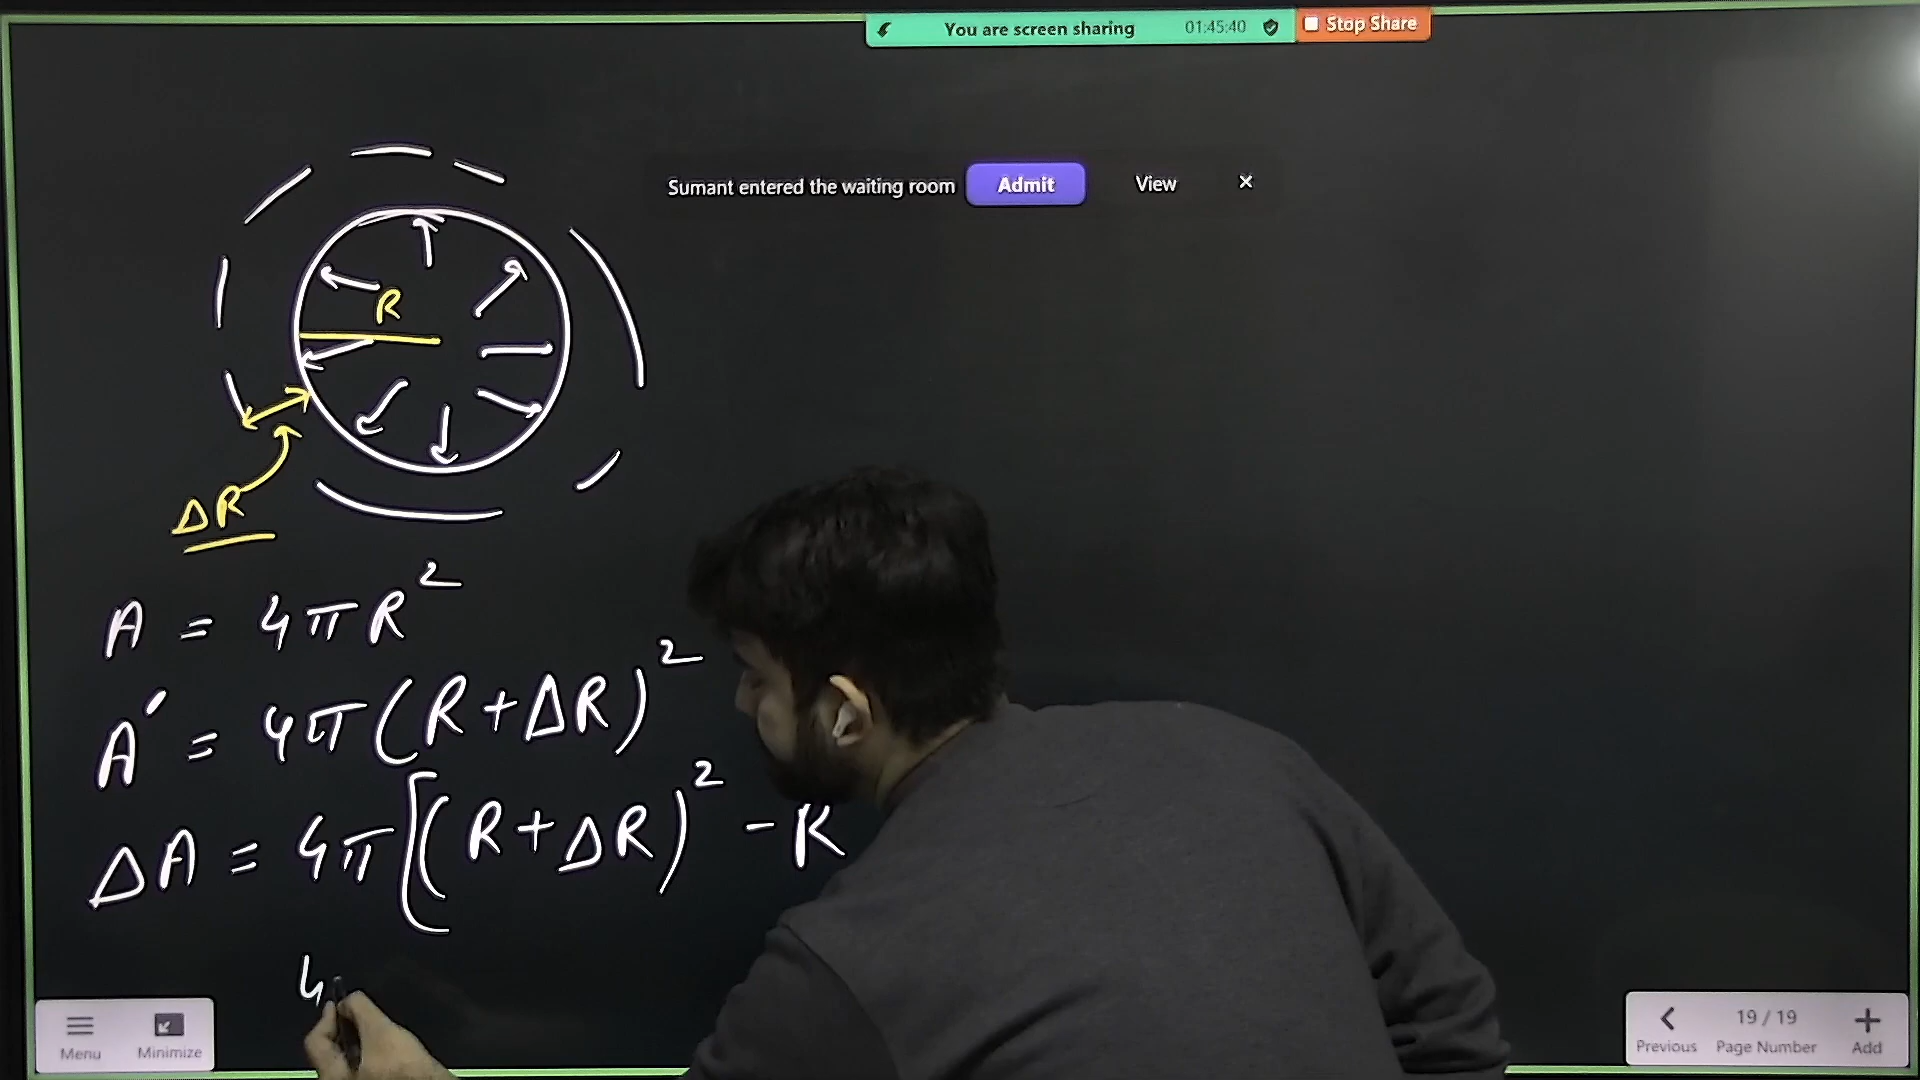 You are screen sharing 01:45:40 Stop Share
Sumant entered the waiting room Admit View ×
R
ΔR
A = 4πR²
A' = 4π(R+ΔR)²
ΔA = 4π[(R+ΔR)² - R
4
Menu Minimize
19 / 19
Previous Page Number Add